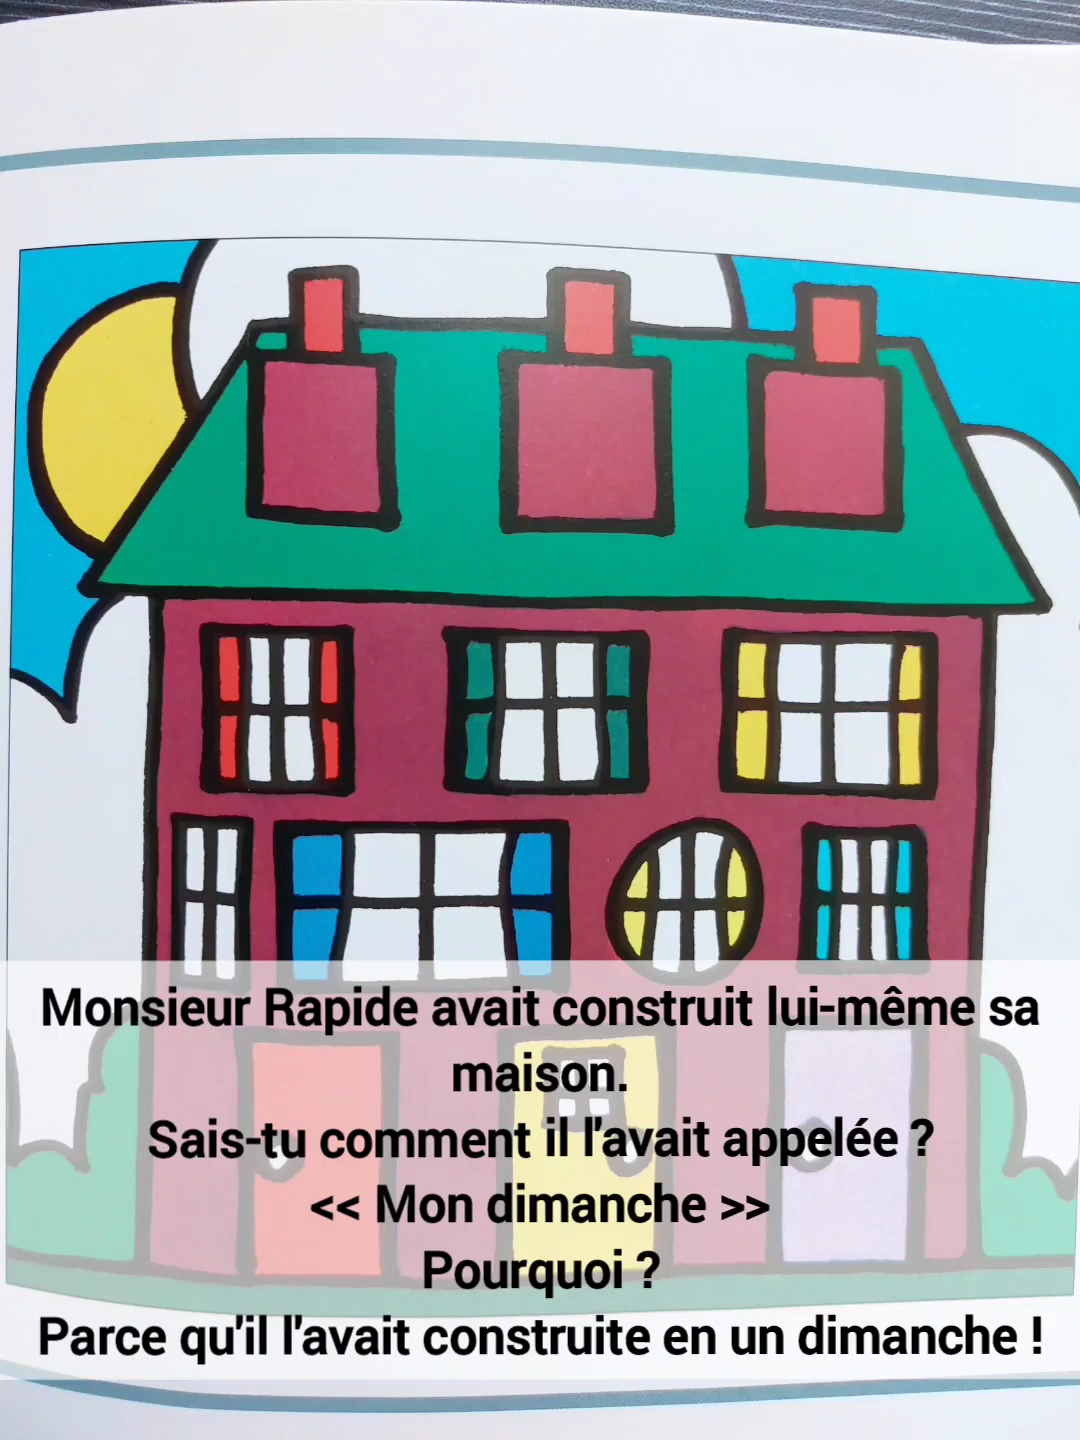 Monsieur Rapide avait construit lui-même sa
maison.
Sais-tu comment il l'avait appelée ?
<< Mon dimanche >>
Pourquoi ?
Parce qu'il l'avait construite en un dimanche !